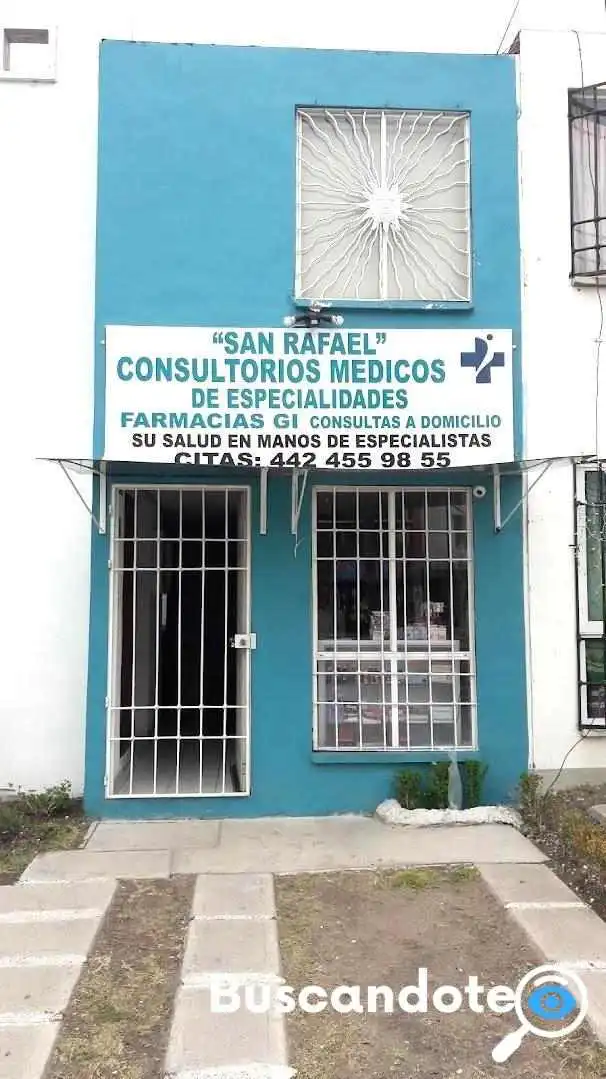 “SAN RAFAEL”
CONSULTORIOS MEDICOS
DE ESPECIALIDADES
FARMACIAS GI CONSULTAS A DOMICILIO
SU SALUD EN MANOS DE ESPECIALISTAS
CITAS: 442 455 98 55
Buscandote